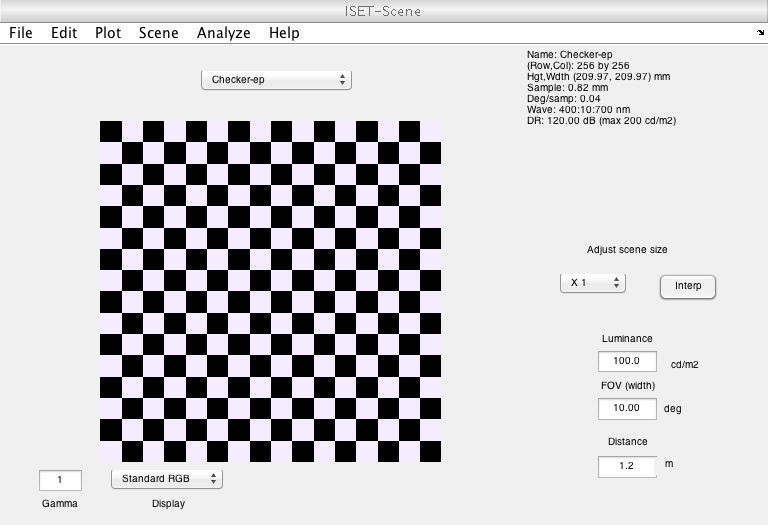 ISET-Scene
File Edit Plot Scene Analyze Help
Checker-ep
Name: Checker-ep
(Row,Col): 256 by 256
Hgt,Wdth (209.97, 209.97) mm
Sample: 0.82 mm
Deg/samp: 0.04
Wave: 400:10:700 nm
DR: 120.00 dB (max 200 cd/m2)
Adjust scene size
X 1 Interp
Luminance
100.0 cd/m2
FOV (width)
10.00 deg
Distance
1.2 m
1 Standard RGB
Gamma Display